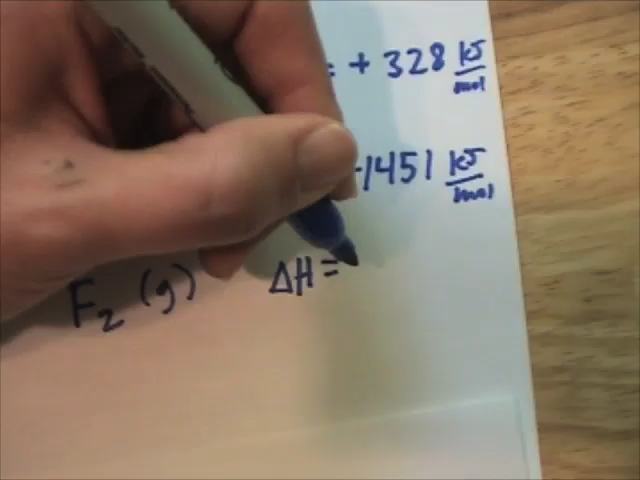 = + 328 kJ/mol
-1451 kJ/mol
F₂ (g) ΔH =